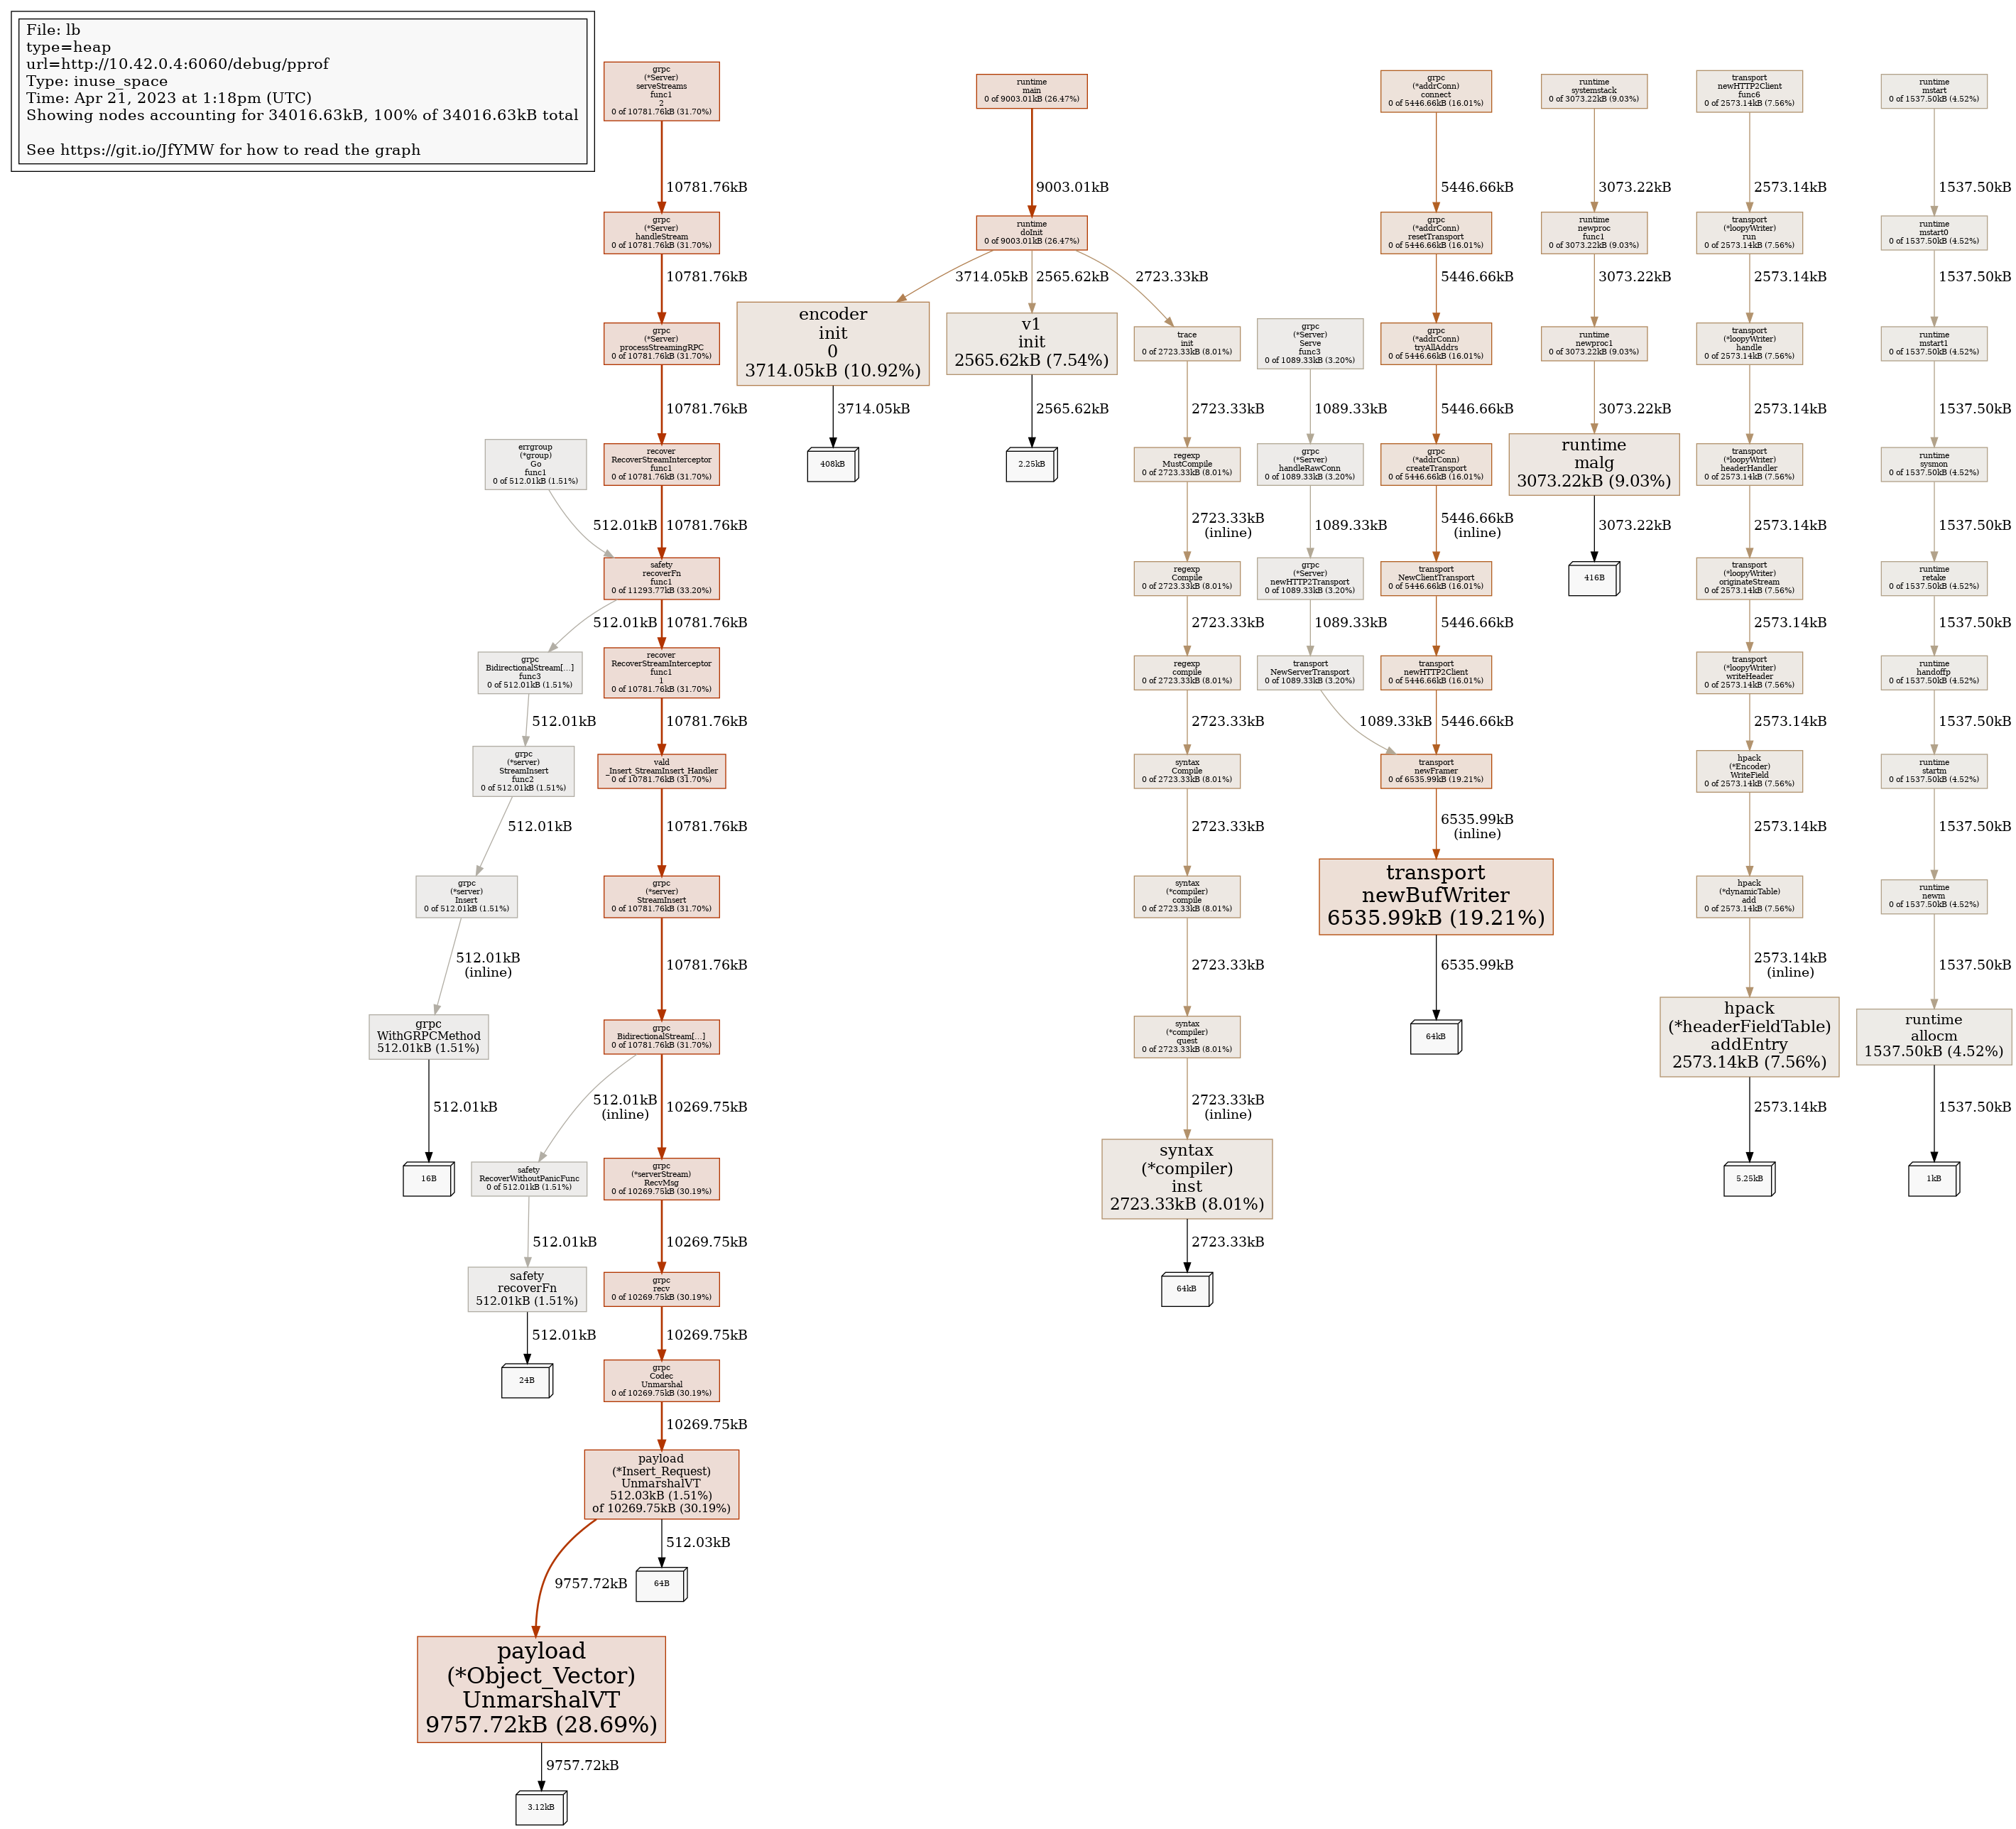 File: lb
type=heap
url=http://10.42.0.4:6060/debug/pprof
Type: inuse_space
Time: Apr 21, 2023 at 1:18pm (UTC)
Showing nodes accounting for 34016.63kB, 100% of 34016.63kB total
See https://git.io/JfYMW for how to read the graph
grpc
(*Server)
serveStreams
func1
2
0 of 10781.76kB (31.70%)
10781.76kB
grpc
(*Server)
handleStream
0 of 10781.76kB (31.70%)
10781.76kB
grpc
(*Server)
processStreamingRPC
0 of 10781.76kB (31.70%)
10781.76kB
recover
RecoverStreamInterceptor
func1
0 of 10781.76kB (31.70%)
10781.76kB
errgroup
(*group)
Go
func1
0 of 512.01kB (1.51%)
512.01kB
safety
recoverFn
func1
0 of 11293.77kB (33.20%)
512.01kB
10781.76kB
grpc
BidirectionalStream[...]
func3
0 of 512.01kB (1.51%)
512.01kB
grpc
(*server)
StreamInsert
func2
0 of 512.01kB (1.51%)
512.01kB
grpc
(*server)
Insert
0 of 512.01kB (1.51%)
512.01kB
(inline)
grpc
WithGRPCMethod
512.01kB (1.51%)
512.01kB
16B
recover
RecoverStreamInterceptor
func1
1
0 of 10781.76kB (31.70%)
10781.76kB
vald
_Insert_StreamInsert_Handler
0 of 10781.76kB (31.70%)
10781.76kB
grpc
(*server)
StreamInsert
0 of 10781.76kB (31.70%)
10781.76kB
grpc
BidirectionalStream[...]
0 of 10781.76kB (31.70%)
512.01kB
(inline)
10269.75kB
safety
RecoverWithoutPanicFunc
0 of 512.01kB (1.51%)
512.01kB
safety
recoverFn
512.01kB (1.51%)
512.01kB
24B
grpc
(*serverStream)
RecvMsg
0 of 10269.75kB (30.19%)
10269.75kB
grpc
recv
0 of 10269.75kB (30.19%)
10269.75kB
grpc
Codec
Unmarshal
0 of 10269.75kB (30.19%)
10269.75kB
payload
(*Insert_Request)
UnmarshalVT
512.03kB (1.51%)
of 10269.75kB (30.19%)
512.03kB
64B
9757.72kB
payload
(*Object_Vector)
UnmarshalVT
9757.72kB (28.69%)
9757.72kB
3.12kB
runtime
main
0 of 9003.01kB (26.47%)
9003.01kB
runtime
doInit
0 of 9003.01kB (26.47%)
3714.05kB
2565.62kB
2723.33kB
encoder
init
0
3714.05kB (10.92%)
3714.05kB
408kB
v1
init
2565.62kB (7.54%)
2565.62kB
2.25kB
trace
init
0 of 2723.33kB (8.01%)
2723.33kB
regexp
MustCompile
0 of 2723.33kB (8.01%)
2723.33kB
(inline)
regexp
Compile
0 of 2723.33kB (8.01%)
2723.33kB
regexp
compile
0 of 2723.33kB (8.01%)
2723.33kB
syntax
Compile
0 of 2723.33kB (8.01%)
2723.33kB
syntax
(*compiler)
compile
0 of 2723.33kB (8.01%)
2723.33kB
syntax
(*compiler)
quest
0 of 2723.33kB (8.01%)
2723.33kB
(inline)
syntax
(*compiler)
inst
2723.33kB (8.01%)
2723.33kB
64kB
grpc
(*Server)
Serve
func3
0 of 1089.33kB (3.20%)
1089.33kB
grpc
(*Server)
handleRawConn
0 of 1089.33kB (3.20%)
1089.33kB
grpc
(*Server)
newHTTP2Transport
0 of 1089.33kB (3.20%)
1089.33kB
transport
NewServerTransport
0 of 1089.33kB (3.20%)
1089.33kB
grpc
(*addrConn)
connect
0 of 5446.66kB (16.01%)
5446.66kB
grpc
(*addrConn)
resetTransport
0 of 5446.66kB (16.01%)
5446.66kB
grpc
(*addrConn)
tryAllAddrs
0 of 5446.66kB (16.01%)
5446.66kB
grpc
(*addrConn)
createTransport
0 of 5446.66kB (16.01%)
5446.66kB
(inline)
transport
NewClientTransport
0 of 5446.66kB (16.01%)
5446.66kB
transport
newHTTP2Client
0 of 5446.66kB (16.01%)
5446.66kB
transport
newFramer
0 of 6535.99kB (19.21%)
6535.99kB
(inline)
transport
newBufWriter
6535.99kB (19.21%)
6535.99kB
64kB
runtime
systemstack
0 of 3073.22kB (9.03%)
3073.22kB
runtime
newproc
func1
0 of 3073.22kB (9.03%)
3073.22kB
runtime
newproc1
0 of 3073.22kB (9.03%)
3073.22kB
runtime
malg
3073.22kB (9.03%)
3073.22kB
416B
transport
newHTTP2Client
func6
0 of 2573.14kB (7.56%)
2573.14kB
transport
(*loopyWriter)
run
0 of 2573.14kB (7.56%)
2573.14kB
transport
(*loopyWriter)
handle
0 of 2573.14kB (7.56%)
2573.14kB
transport
(*loopyWriter)
headerHandler
0 of 2573.14kB (7.56%)
2573.14kB
transport
(*loopyWriter)
originateStream
0 of 2573.14kB (7.56%)
2573.14kB
transport
(*loopyWriter)
writeHeader
0 of 2573.14kB (7.56%)
2573.14kB
hpack
(*Encoder)
WriteField
0 of 2573.14kB (7.56%)
2573.14kB
hpack
(*dynamicTable)
add
0 of 2573.14kB (7.56%)
2573.14kB
(inline)
hpack
(*headerFieldTable)
addEntry
2573.14kB (7.56%)
2573.14kB
5.25kB
runtime
mstart
0 of 1537.50kB (4.52%)
1537.50kB
runtime
mstart0
0 of 1537.50kB (4.52%)
1537.50kB
runtime
mstart1
0 of 1537.50kB (4.52%)
1537.50kB
runtime
sysmon
0 of 1537.50kB (4.52%)
1537.50kB
runtime
retake
0 of 1537.50kB (4.52%)
1537.50kB
runtime
handoffp
0 of 1537.50kB (4.52%)
1537.50kB
runtime
startm
0 of 1537.50kB (4.52%)
1537.50kB
runtime
newm
0 of 1537.50kB (4.52%)
1537.50kB
runtime
allocm
1537.50kB (4.52%)
1537.50kB
1kB